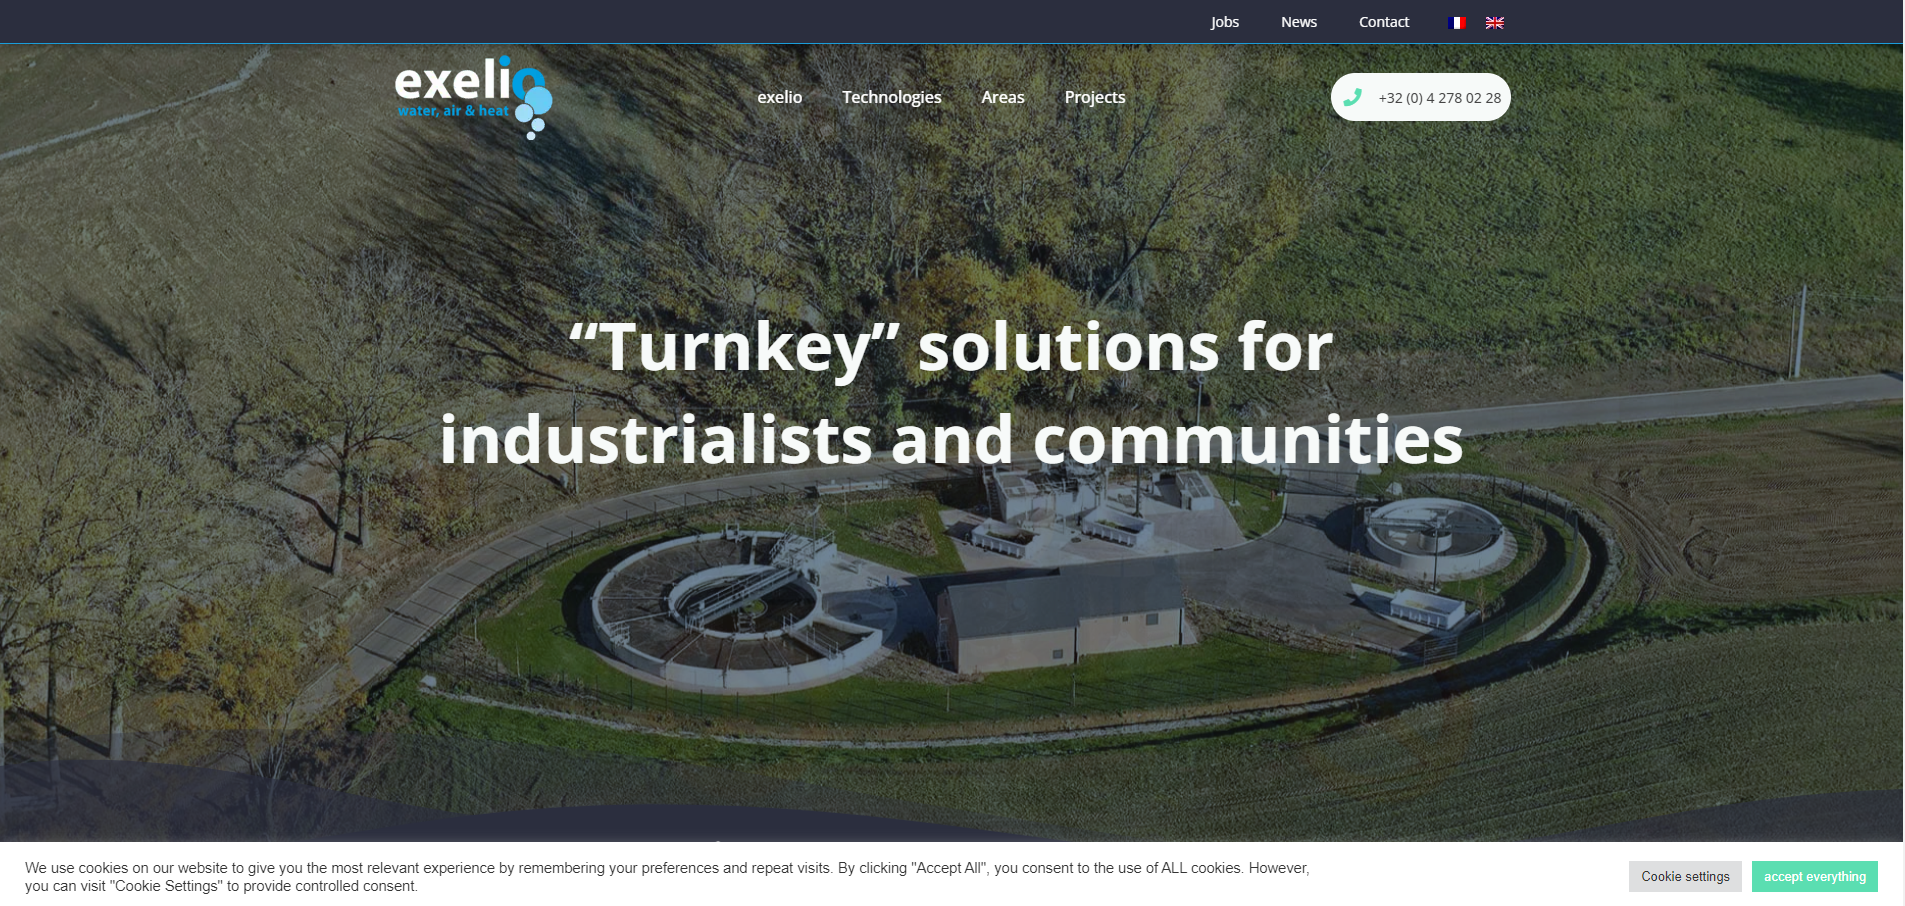 Jobs News Contact
exelio
water, air & heat
exelio Technologies Areas Projects
+32 (0) 4 278 02 28
“Turnkey” solutions for
industrialists and communities
We use cookies on our website to give you the most relevant experience by remembering your preferences and repeat visits. By clicking "Accept All", you consent to the use of ALL cookies. However,
you can visit "Cookie Settings" to provide controlled consent.
Cookie settings
accept everything